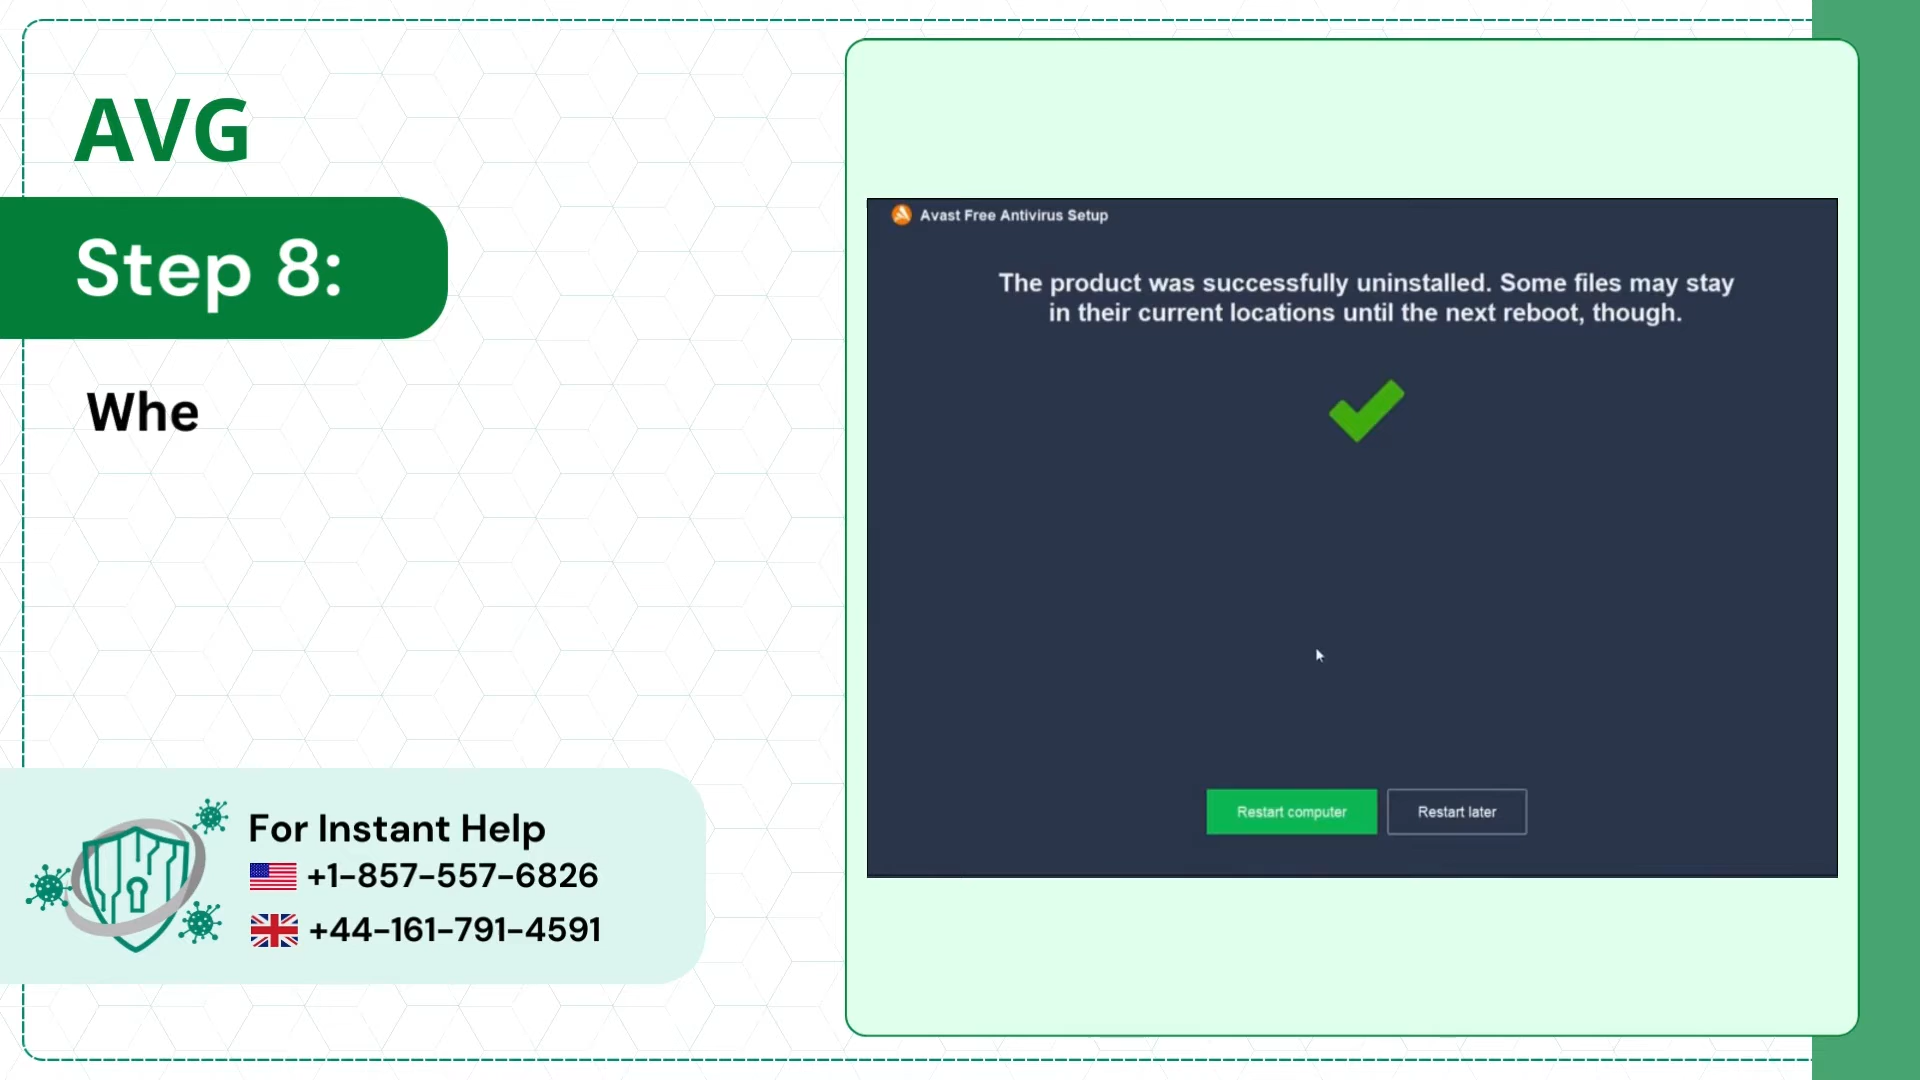 AVG
Step 8:
Whe
For Instant Help
+1-857-557-6826
+44-161-791-4591
Avast Free Antivirus Setup
The product was successfully uninstalled. Some files may stay
in their current locations until the next reboot, though.
Restart computer
Restart later